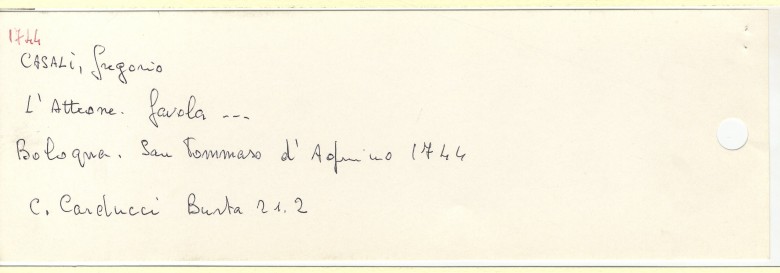 1744
CASALI, Gregorio
L'Atteone. favola ---
Bologna. San Tommaso d'Aquino 1744
C. Carducci Busta 21.2